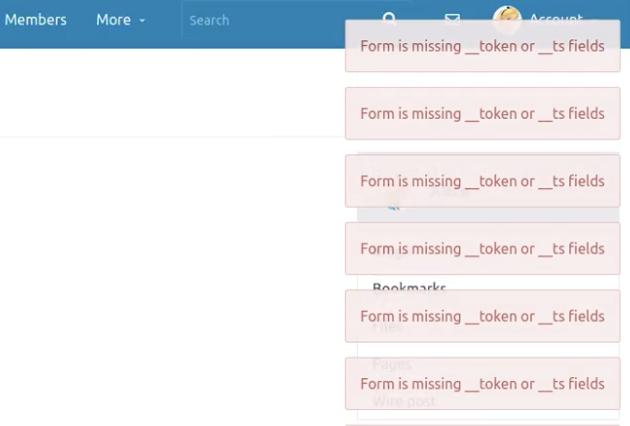 Members More Search Account
Form is missing __token or __ts fields
Form is missing __token or __ts fields
Form is missing __token or __ts fields
Form is missing __token or __ts fields
Bookmarks
Form is missing __token or __ts fields
Files
Pages
Form is missing __token or __ts fields
Wire post